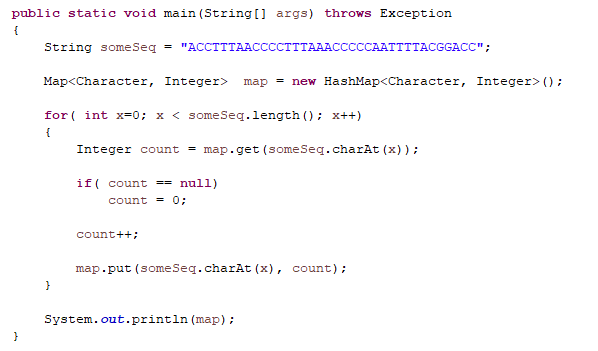 public static void main(String[] args) throws Exception
{
    String someSeq = "ACCTTTAACCCCTTTAAACCCCCAATTTTACGGACC";
    Map<Character, Integer>  map = new HashMap<Character, Integer>();
    for( int x=0; x < someSeq.length(); x++)
    {
        Integer count = map.get(someSeq.charAt(x));
        if( count == null)
            count = 0;
        count++;
        map.put(someSeq.charAt(x), count);
    }
    System.out.println(map);
}